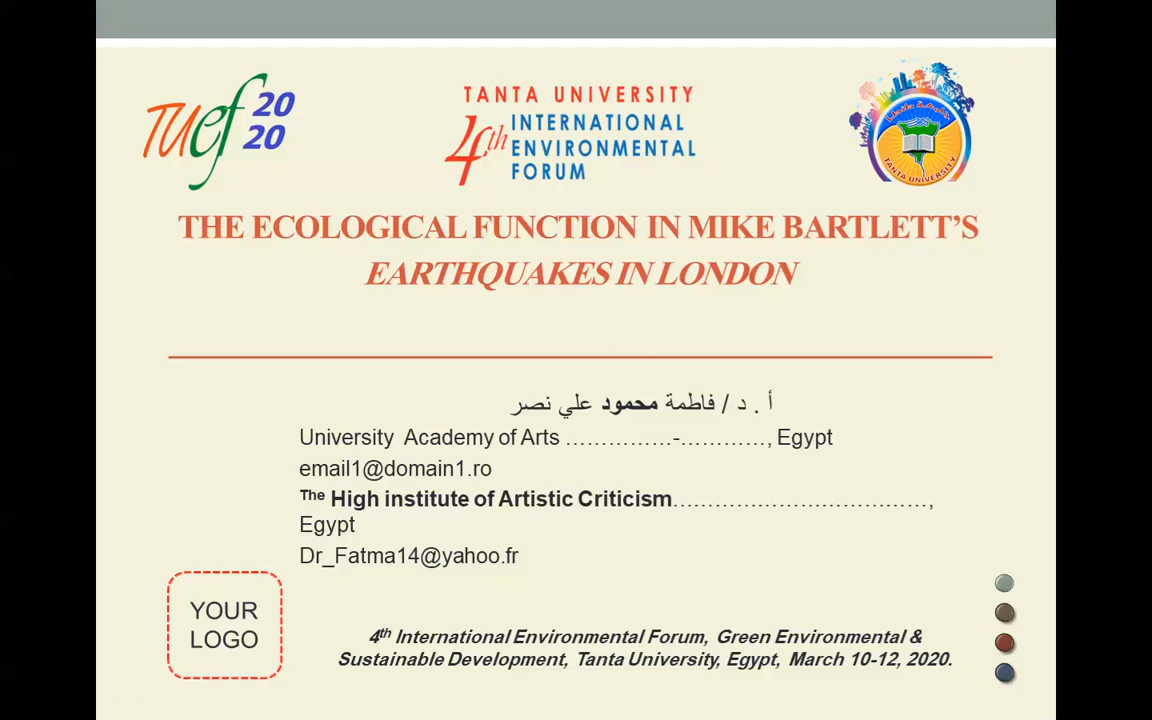 TUef 20
20
TANTA UNIVERSITY
4th INTERNATIONAL
ENVIRONMENTAL
FORUM
جامعة طنطا
TANTA UNIVERSITY
THE ECOLOGICAL FUNCTION IN MIKE BARTLETT’S
EARTHQUAKES IN LONDON
أ . د / فاطمة محمود علي نصر
University Academy of Arts ……………-…………, Egypt
email1@domain1.ro
The High institute of Artistic Criticism………………………………,
Egypt
Dr_Fatma14@yahoo.fr
YOUR
LOGO
4th International Environmental Forum, Green Environmental &
Sustainable Development, Tanta University, Egypt, March 10-12, 2020.